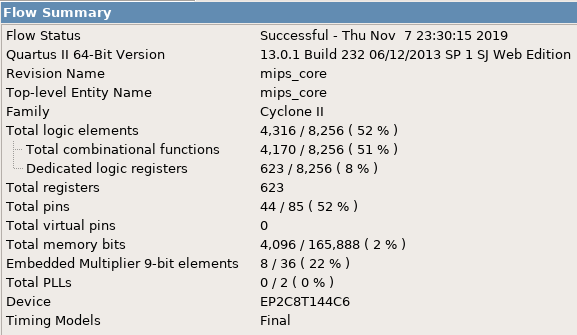 Flow Summary
Flow Status Successful - Thu Nov 7 23:30:15 2019
Quartus II 64-Bit Version 13.0.1 Build 232 06/12/2013 SP 1 SJ Web Edition
Revision Name mips_core
Top-level Entity Name mips_core
Family Cyclone II
Total logic elements 4,316 / 8,256 ( 52 % )
Total combinational functions 4,170 / 8,256 ( 51 % )
Dedicated logic registers 623 / 8,256 ( 8 % )
Total registers 623
Total pins 44 / 85 ( 52 % )
Total virtual pins 0
Total memory bits 4,096 / 165,888 ( 2 % )
Embedded Multiplier 9-bit elements 8 / 36 ( 22 % )
Total PLLs 0 / 2 ( 0 % )
Device EP2C8T144C6
Timing Models Final